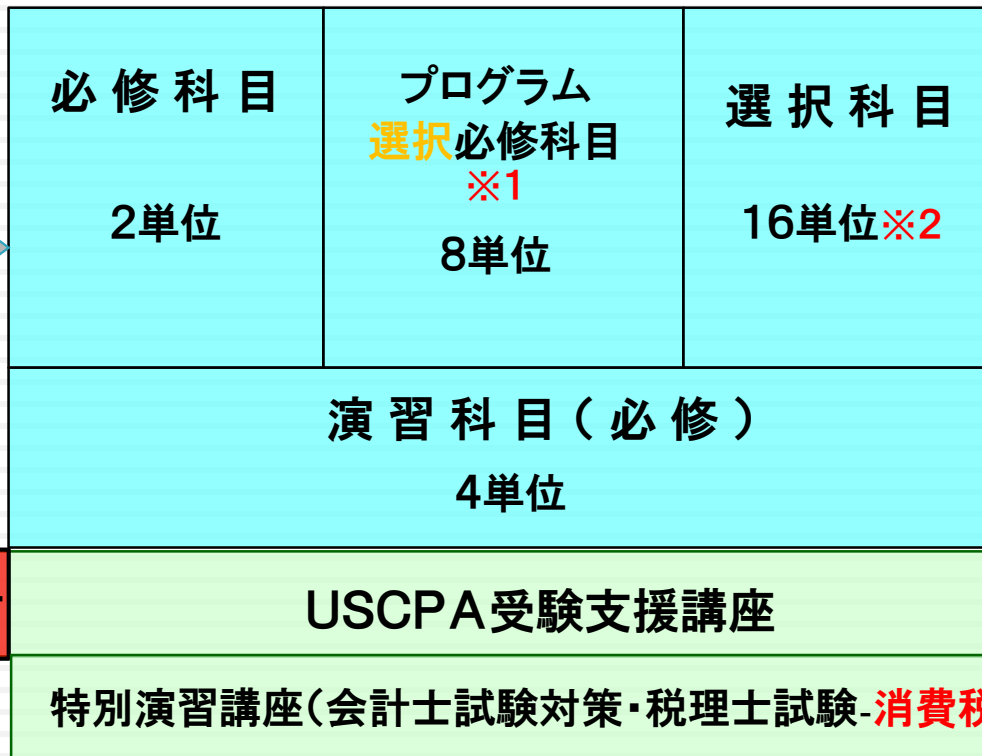 必修科目
2単位
プログラム
選択必修科目
※1
8単位
選択科目
16単位※2
演習科目(必修)
4単位
USCPA受験支援講座
特別演習講座(会計士試験対策・税理士試験-消費税